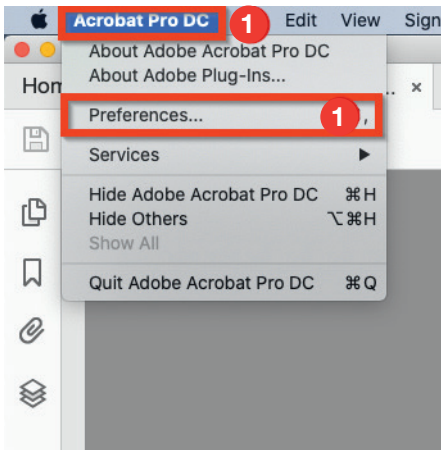 Acrobat Pro DC 1 Edit View Sign
About Adobe Acrobat Pro DC
About Adobe Plug-Ins...
Hom .. ×
Preferences... 1 ,
Services ▶
Hide Adobe Acrobat Pro DC ⌘H
Hide Others ⌥⌘H
Show All
Quit Adobe Acrobat Pro DC ⌘Q